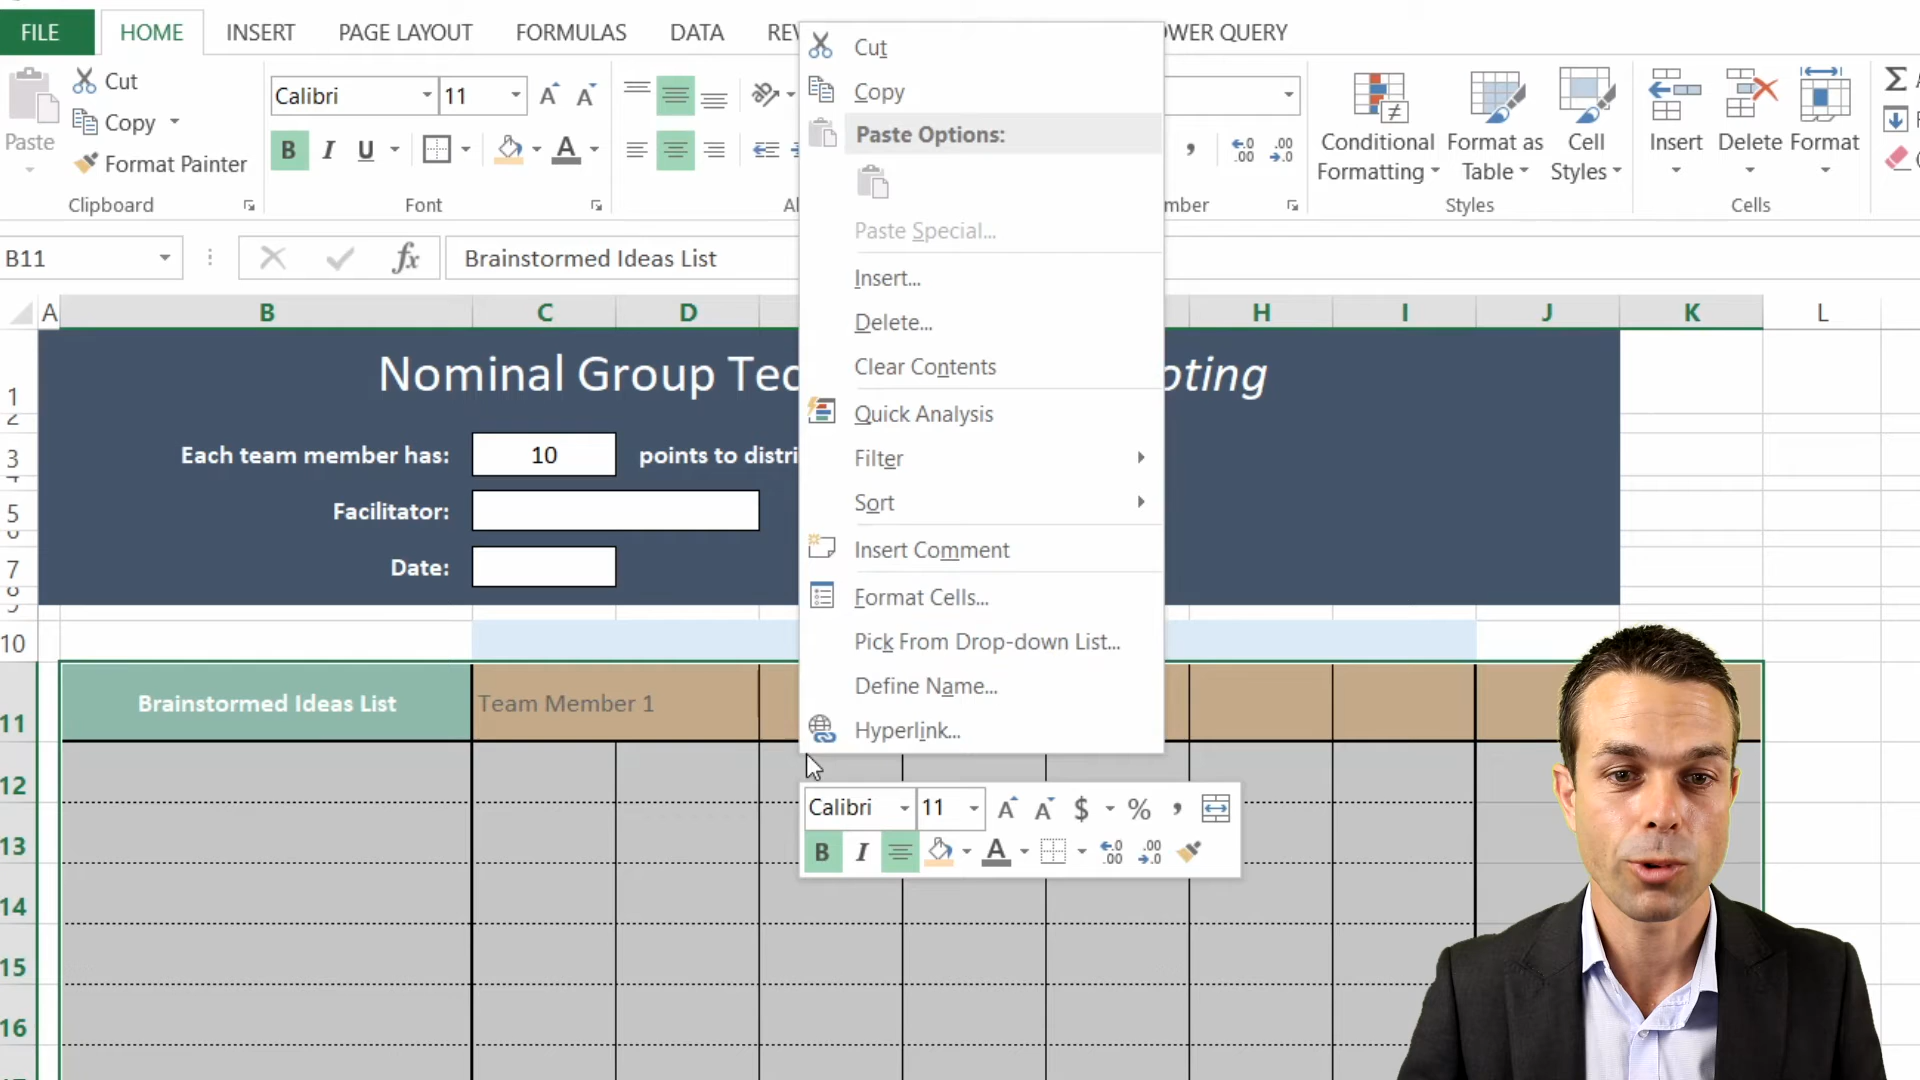 FILE HOME INSERT PAGE LAYOUT FORMULAS DATA REV OWER QUERY
Cut
Copy
Paste
Format Painter
Clipboard
Calibri 11
B I U
Font
Al
mber
Conditional Formatting
Format as Table
Cell Styles
Styles
Insert Delete Format
Cells
B11
fx Brainstormed Ideas List
A B C D H I J K L
Cut
Copy
Paste Options:
Paste Special...
Insert...
Delete...
Clear Contents
Quick Analysis
Filter
Sort
Insert Comment
Format Cells...
Pick From Drop-down List...
Define Name...
Hyperlink...
1 Nominal Group Tec oting
2
3 Each team member has: 10 points to distri
5 Facilitator:
7 Date:
10
11 Brainstormed Ideas List Team Member 1
12
Calibri 11 A A $ % ,
13
B I A
14
15
16